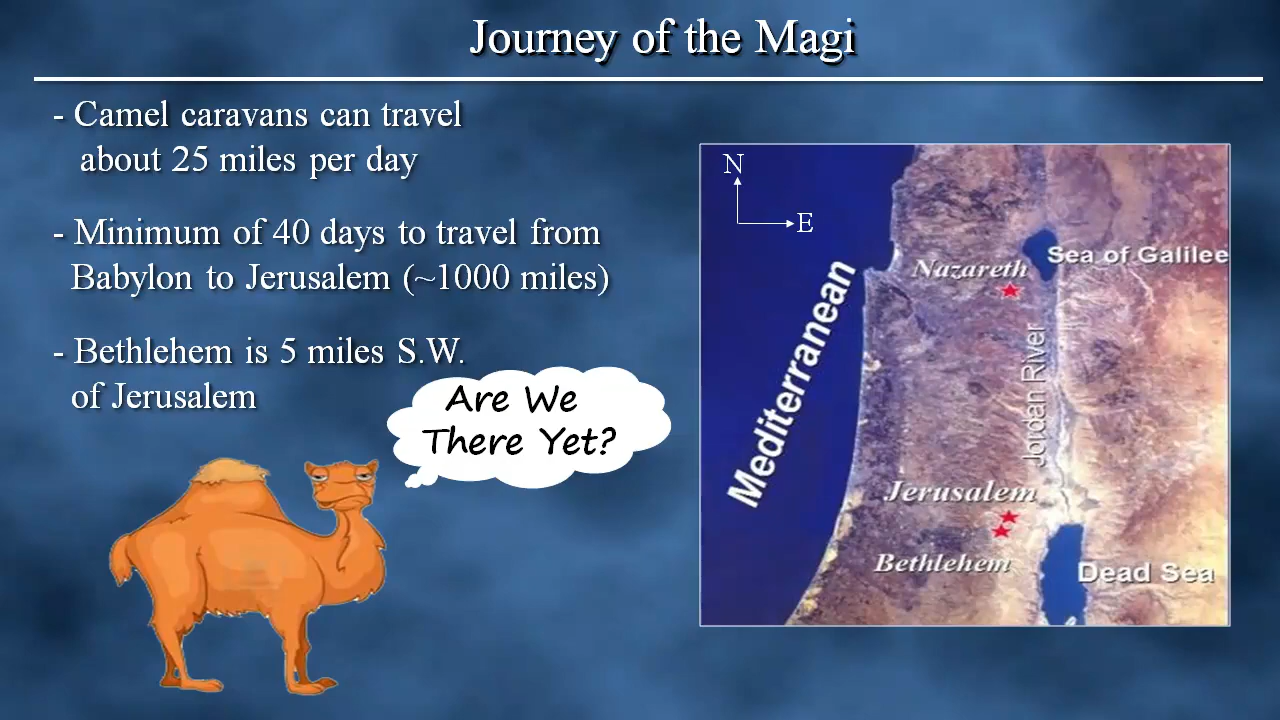 Journey of the Magi
- Camel caravans can travel
about 25 miles per day
- Minimum of 40 days to travel from
Babylon to Jerusalem (~1000 miles)
- Bethlehem is 5 miles S.W.
of Jerusalem
Are We
There Yet?
N
E
Mediterranean
Nazareth
Sea of Galilee
Jordan River
Jerusalem
Bethlehem
Dead Sea